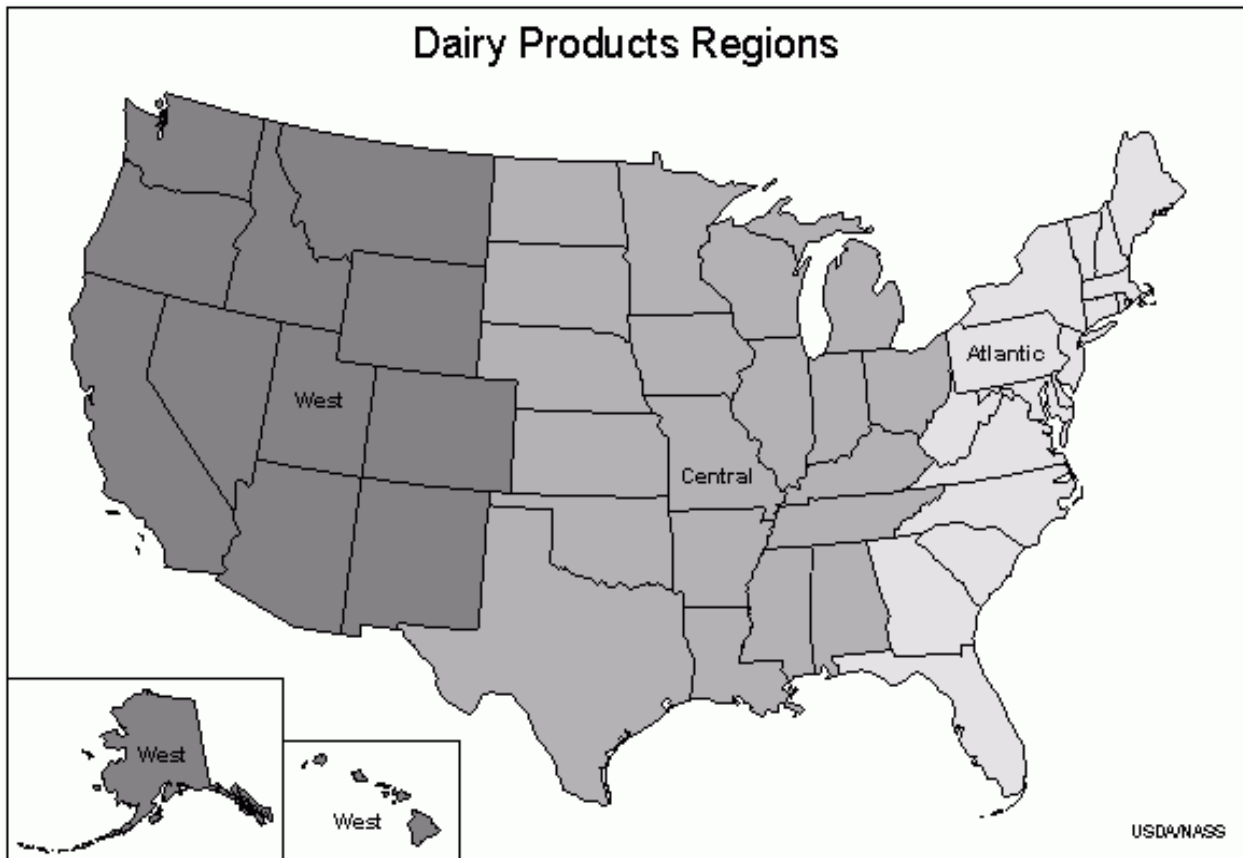 Dairy Products Regions
Atlantic
West
Central
West
West
USDA/NASS